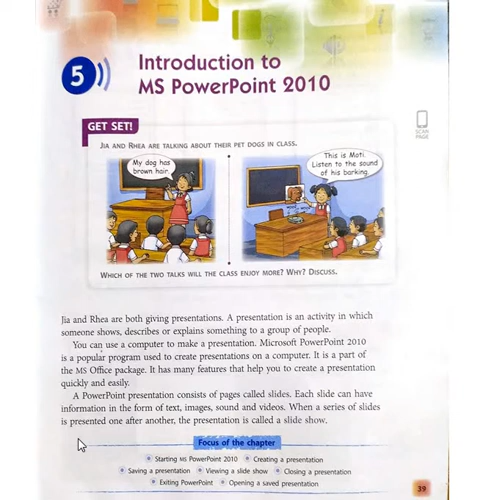 5
Introduction to
MS PowerPoint 2010
SCAN
PAGE
GET SET!
JIA AND RHEA ARE TALKING ABOUT THEIR PET DOGS IN CLASS.
My dog has
brown hair.
This is Moti.
Listen to the sound
of his barking.
WHICH OF THE TWO TALKS WILL THE CLASS ENJOY MORE? WHY? DISCUSS.
Jia and Rhea are both giving presentations. A presentation is an activity in which
someone shows, describes or explains something to a group of people.
You can use a computer to make a presentation. Microsoft PowerPoint 2010
is a popular program used to create presentations on a computer. It is a part of
the MS Office package. It has many features that help you to create a presentation
quickly and easily.
A PowerPoint presentation consists of pages called slides. Each slide can have
information in the form of text, images, sound and videos. When a series of slides
is presented one after another, the presentation is called a slide show.
Focus of the chapter
Starting MS PowerPoint 2010 Creating a presentation
Saving a presentation Viewing a slide show Closing a presentation
Exiting PowerPoint Opening a saved presentation
39